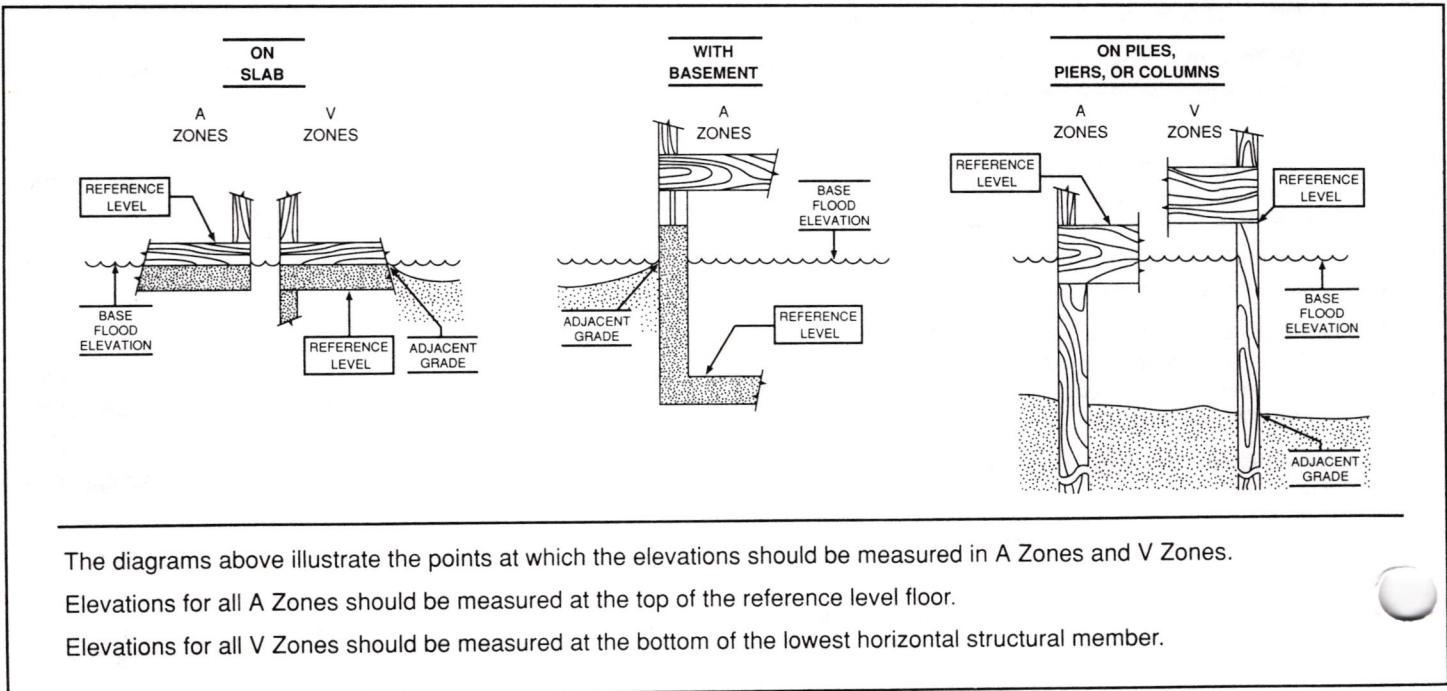 ON
SLAB
A
ZONES
V
ZONES
REFERENCE
LEVEL
BASE
FLOOD
ELEVATION
REFERENCE
LEVEL
ADJACENT
GRADE
WITH
BASEMENT
A
ZONES
BASE
FLOOD
ELEVATION
ADJACENT
GRADE
REFERENCE
LEVEL
ON PILES,
PIERS, OR COLUMNS
A
ZONES
V
ZONES
REFERENCE
LEVEL
REFERENCE
LEVEL
BASE
FLOOD
ELEVATION
ADJACENT
GRADE
The diagrams above illustrate the points at which the elevations should be measured in A Zones and V Zones.
Elevations for all A Zones should be measured at the top of the reference level floor.
Elevations for all V Zones should be measured at the bottom of the lowest horizontal structural member.